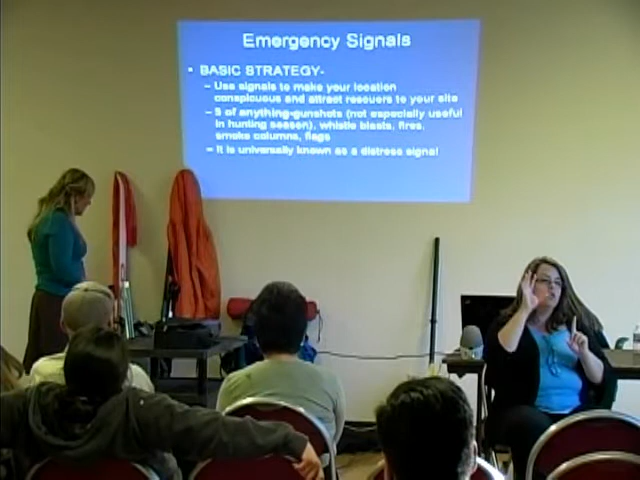 Emergency Signals
• BASIC STRATEGY-
– Use signals to make your location
conspicuous and attract rescuers to your site
– 3 of anything-gunshots (not especially useful
in hunting season), whistle blasts, fires,
smoke columns, flags
– It is universally known as a distress signal